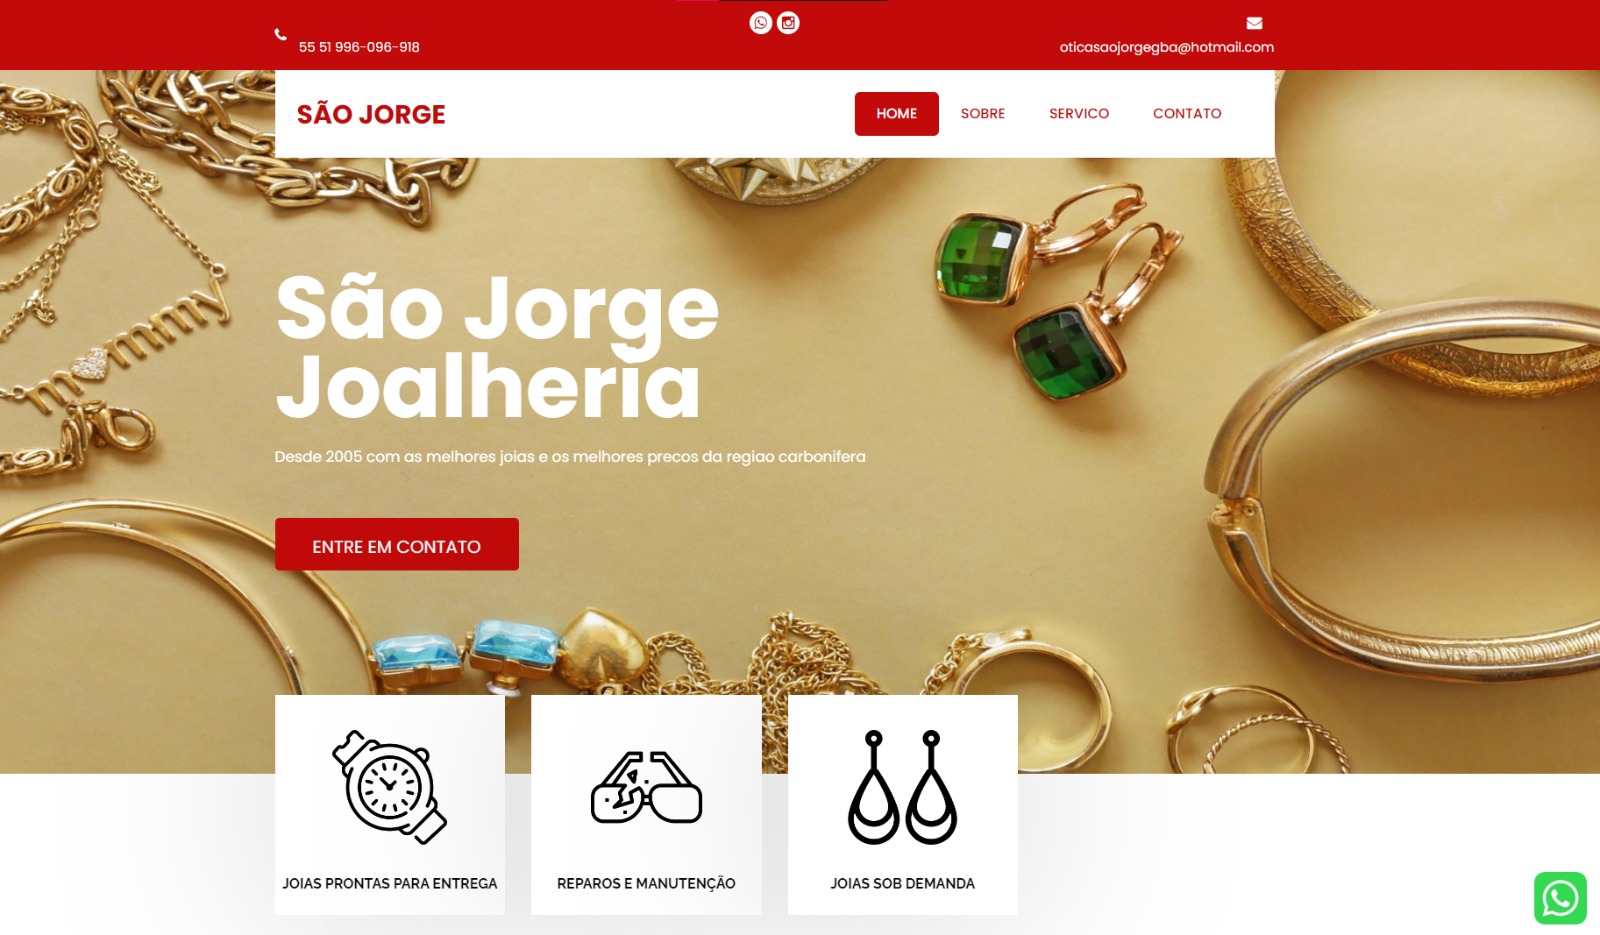 55 51 996-096-918
oticasaojorgegba@hotmail.com
SÃO JORGE
HOME
SOBRE
SERVICO
CONTATO
mommy
São Jorge
Joalheria
Desde 2005 com as melhores joias e os melhores precos da regiao carbonifera
ENTRE EM CONTATO
JOIAS PRONTAS PARA ENTREGA
REPAROS E MANUTENÇÃO
JOIAS SOB DEMANDA